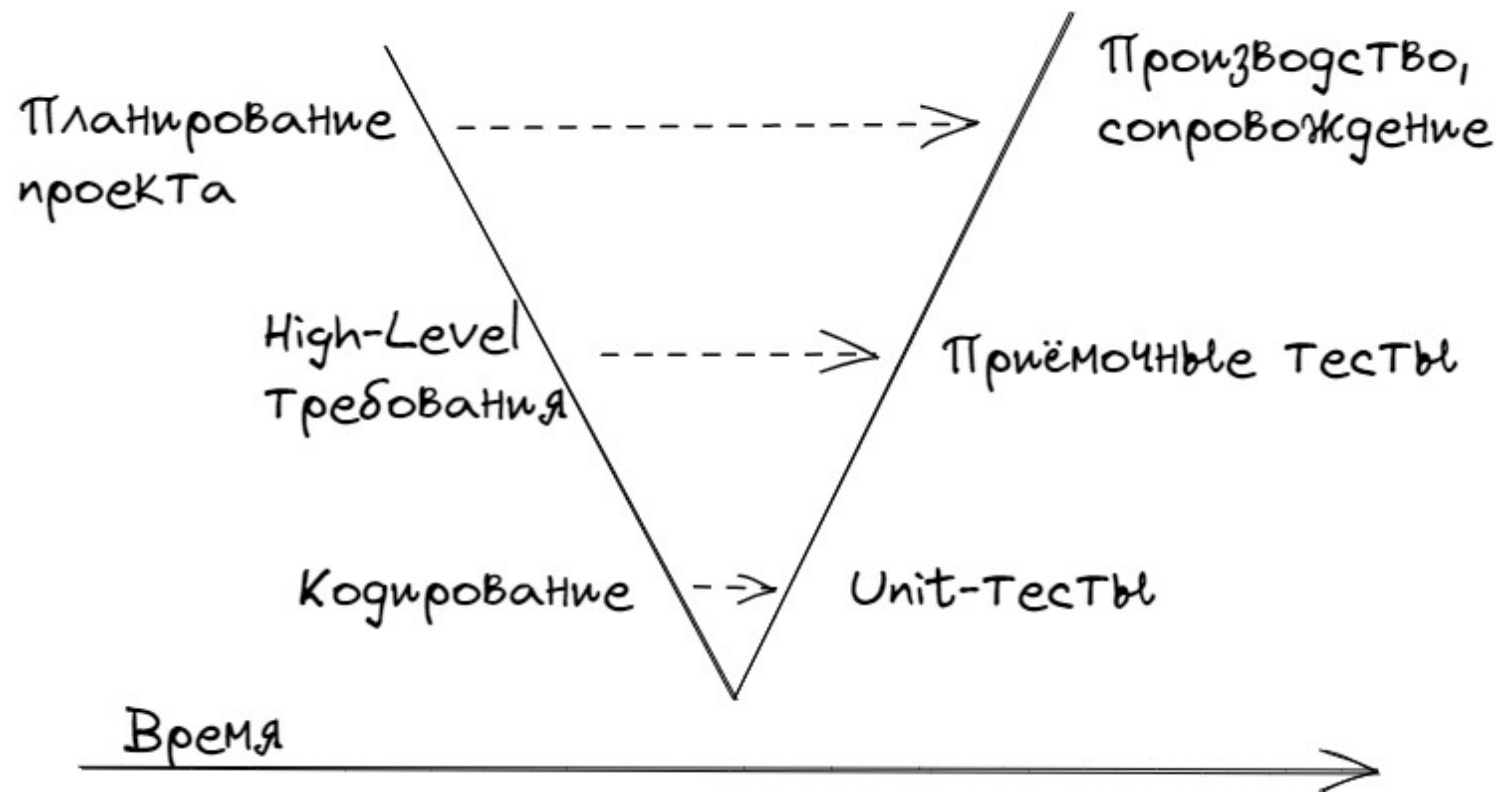 Планирование
проекта
Производство,
сопровождение
High-Level
требования
Приёмочные тесты
Кодирование
Unit-тесты
Время